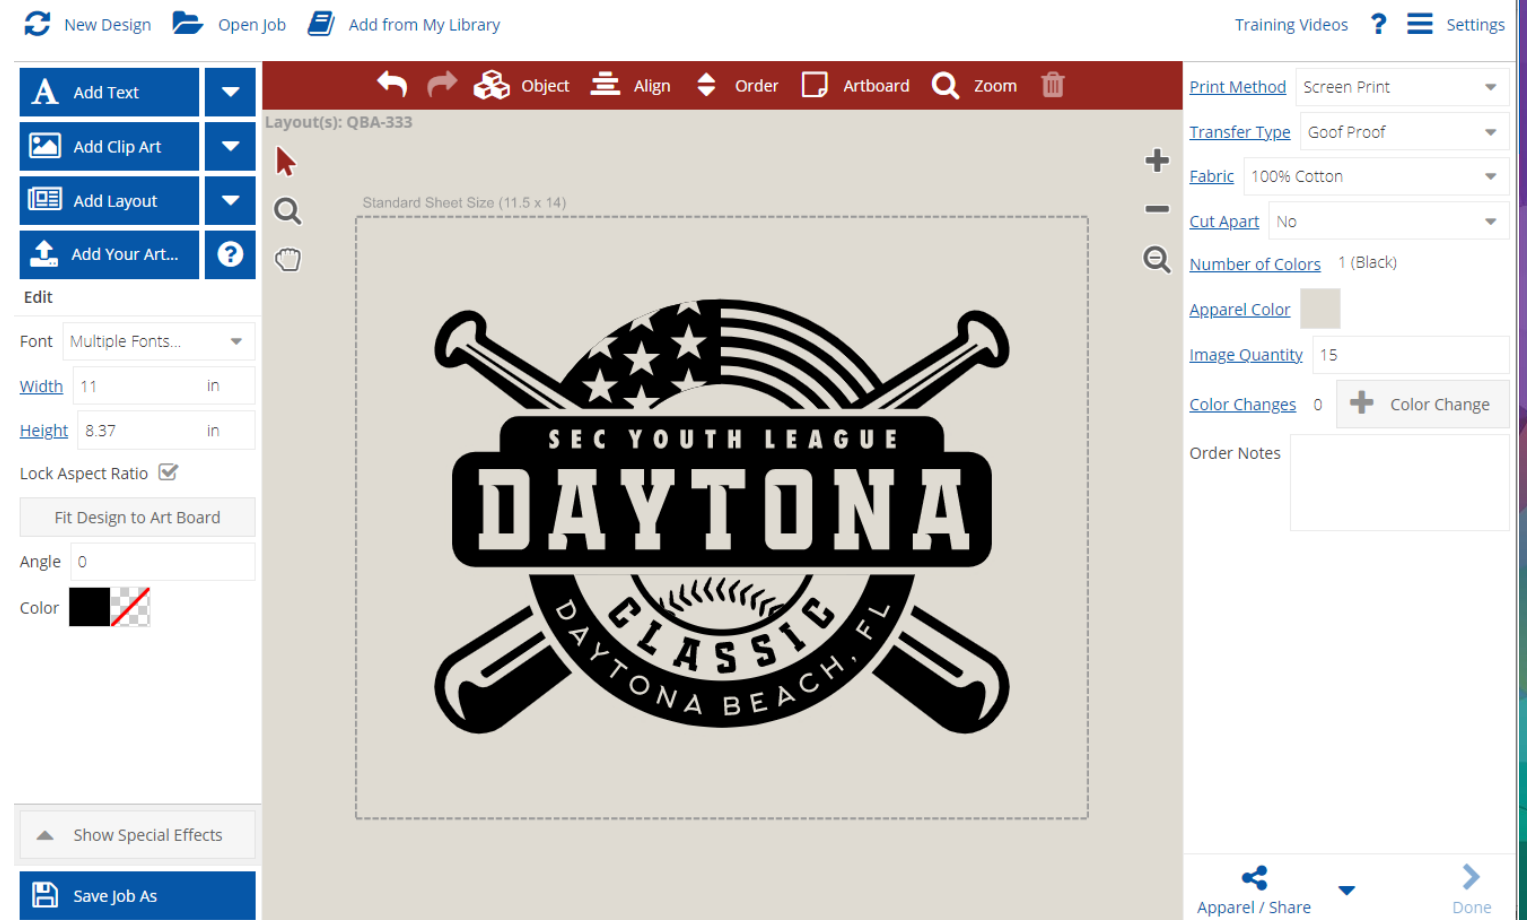 New Design Open Job Add from My Library Training Videos ? Settings
Add Text
Add Clip Art
Add Layout
Add Your Art... ?
Edit
Font Multiple Fonts...
Width 11 in
Height 8.37 in
Lock Aspect Ratio
Fit Design to Art Board
Angle 0
Color
Show Special Effects
Save Job As
Object Align Order Artboard Zoom
Layout(s): QBA-333
Standard Sheet Size (11.5 x 14)
SEC YOUTH LEAGUE
DAYTONA
CLASSIC
DAYTONA BEACH, FL
Print Method Screen Print
Transfer Type Goof Proof
Fabric 100% Cotton
Cut Apart No
Number of Colors 1 (Black)
Apparel Color
Image Quantity 15
Color Changes 0 Color Change
Order Notes
Apparel / Share Done